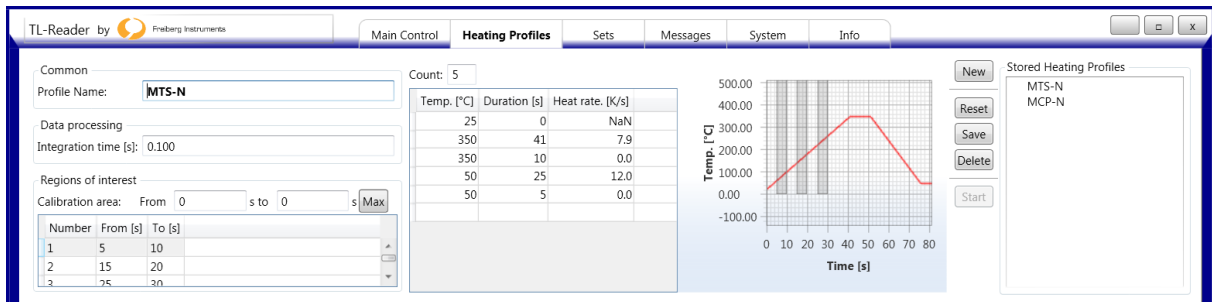 TL-Reader by Freiberg Instruments
Main Control
Heating Profiles
Sets
Messages
System
Info
x
Common
Profile Name: MTS-N
Data processing
Integration time [s]: 0.100
Regions of interest
Calibration area: From 0 s to 0 s Max
Number From [s] To [s]
1 5 10
2 15 20
3 25 30
Count: 5
Temp. [°C] Duration [s] Heat rate. [K/s]
25 0 NaN
350 41 7.9
350 10 0.0
50 25 12.0
50 5 0.0
Temp. [°C]
500.00
400.00
300.00
200.00
100.00
0.00
-100.00
0 10 20 30 40 50 60 70 80
Time [s]
New
Reset
Save
Delete
Start
Stored Heating Profiles
MTS-N
MCP-N